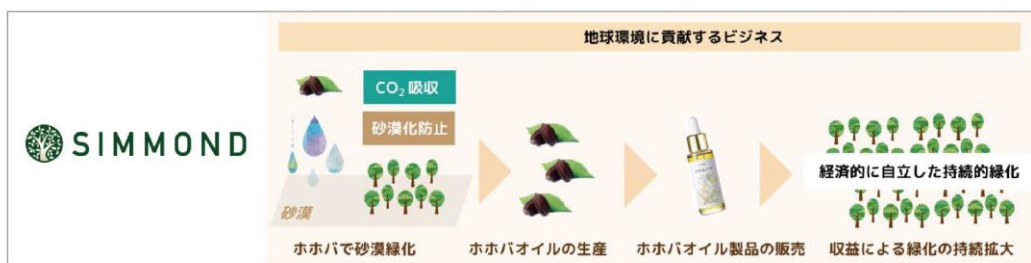 SIMMOND
地球環境に貢献するビジネス
CO₂ 吸収
砂漠化防止
砂漠
経済的に自立した持続的緑化
ホホバで砂漠緑化
ホホバオイルの生産
ホホバオイル製品の販売
収益による緑化の持続拡大